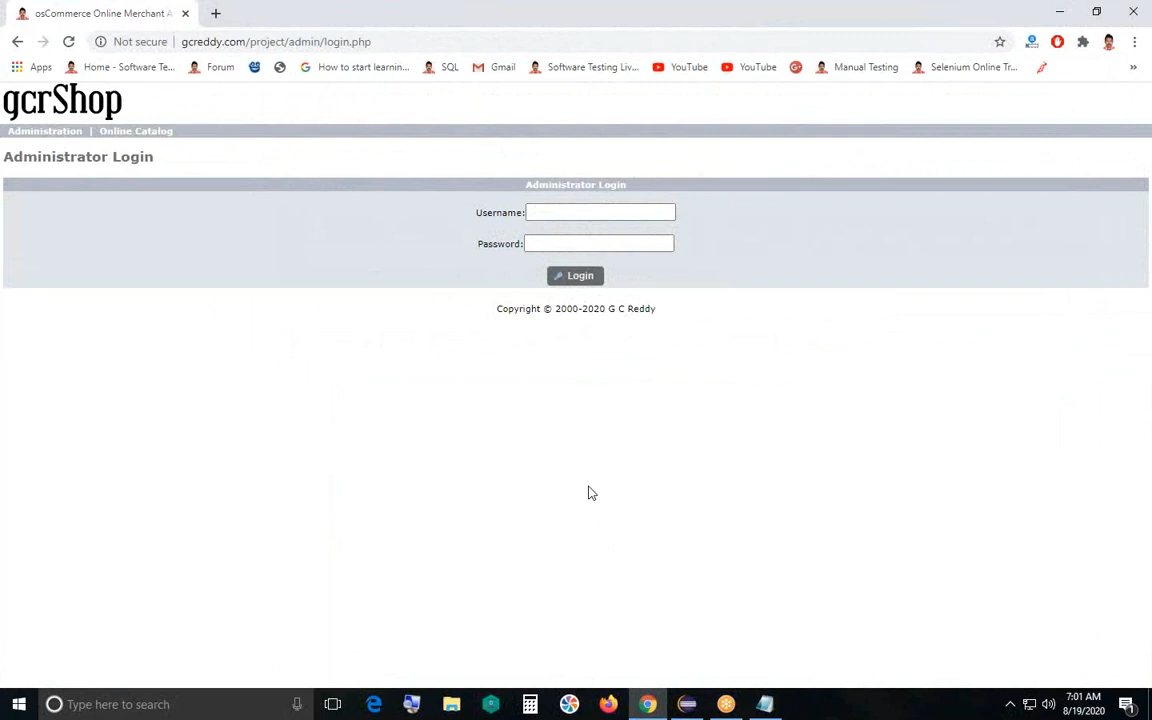 osCommerce Online Merchant A
Not secure gcreddy.com/project/admin/login.php
Apps Home - Software Te... Forum How to start learnin... SQL Gmail Software Testing Liv... YouTube YouTube Manual Testing Selenium Online Tr... »
gcrShop
Administration | Online Catalog
Administrator Login
Administrator Login
Username:
Password:
Login
Copyright © 2000-2020 G C Reddy
Type here to search
7:01 AM
8/19/2020
1